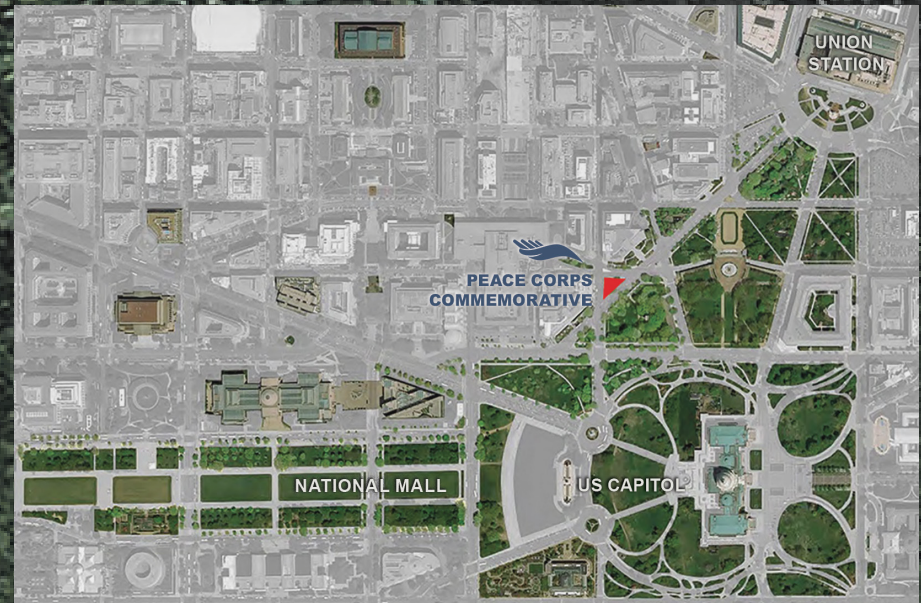 UNION
STATION
PEACE CORPS
COMMEMORATIVE
NATIONAL MALL
US CAPITOL